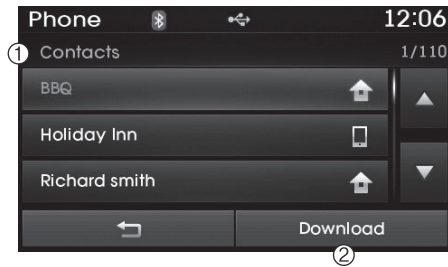 Phone 12:06
① Contacts 1/110
BBQ
Holiday Inn
Richard smith
Download
②